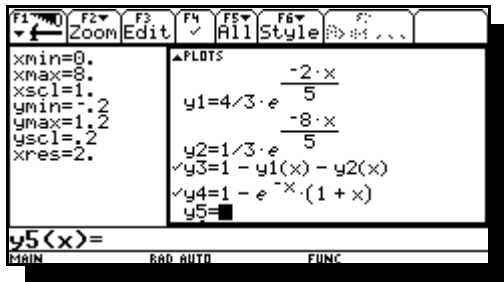 F1 F2 F3 F4 F5 F6 F7
Zoom Edit ✓ All Style
xmin=0.
xmax=8.
xscl=1.
ymin=-.2
ymax=1.2
yscl=.2
xres=2.
▲PLOTS
y1=4/3·e^(-2·x/5)
y2=1/3·e^(-8·x/5)
✓y3=1-y1(x)-y2(x)
✓y4=1-e^-x·(1+x)
y5=
y5(x)=
MAIN RAD AUTO FUNC